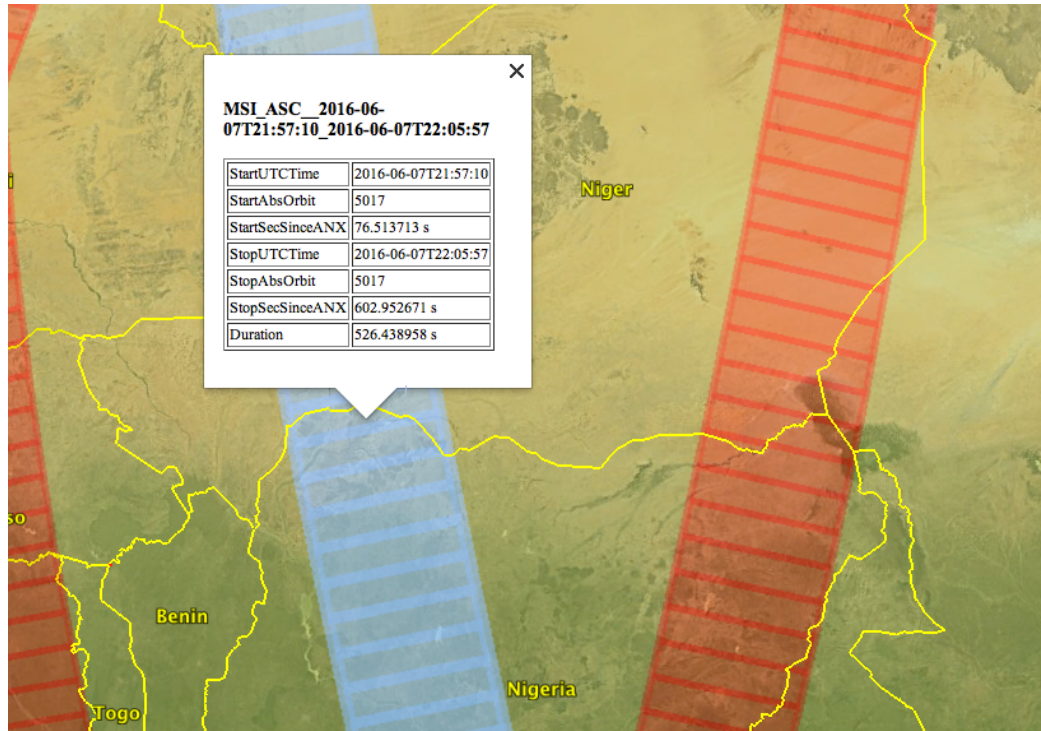 MSI_ASC__2016-06-
07T21:57:10_2016-06-07T22:05:57
StartUTCTime 2016-06-07T21:57:10
StartAbsOrbit 5017
StartSecSinceANX 76.513713 s
StopUTCTime 2016-06-07T22:05:57
StopAbsOrbit 5017
StopSecSinceANX 602.952671 s
Duration 526.438958 s
i
Niger
so
Benin
Nigeria
Togo